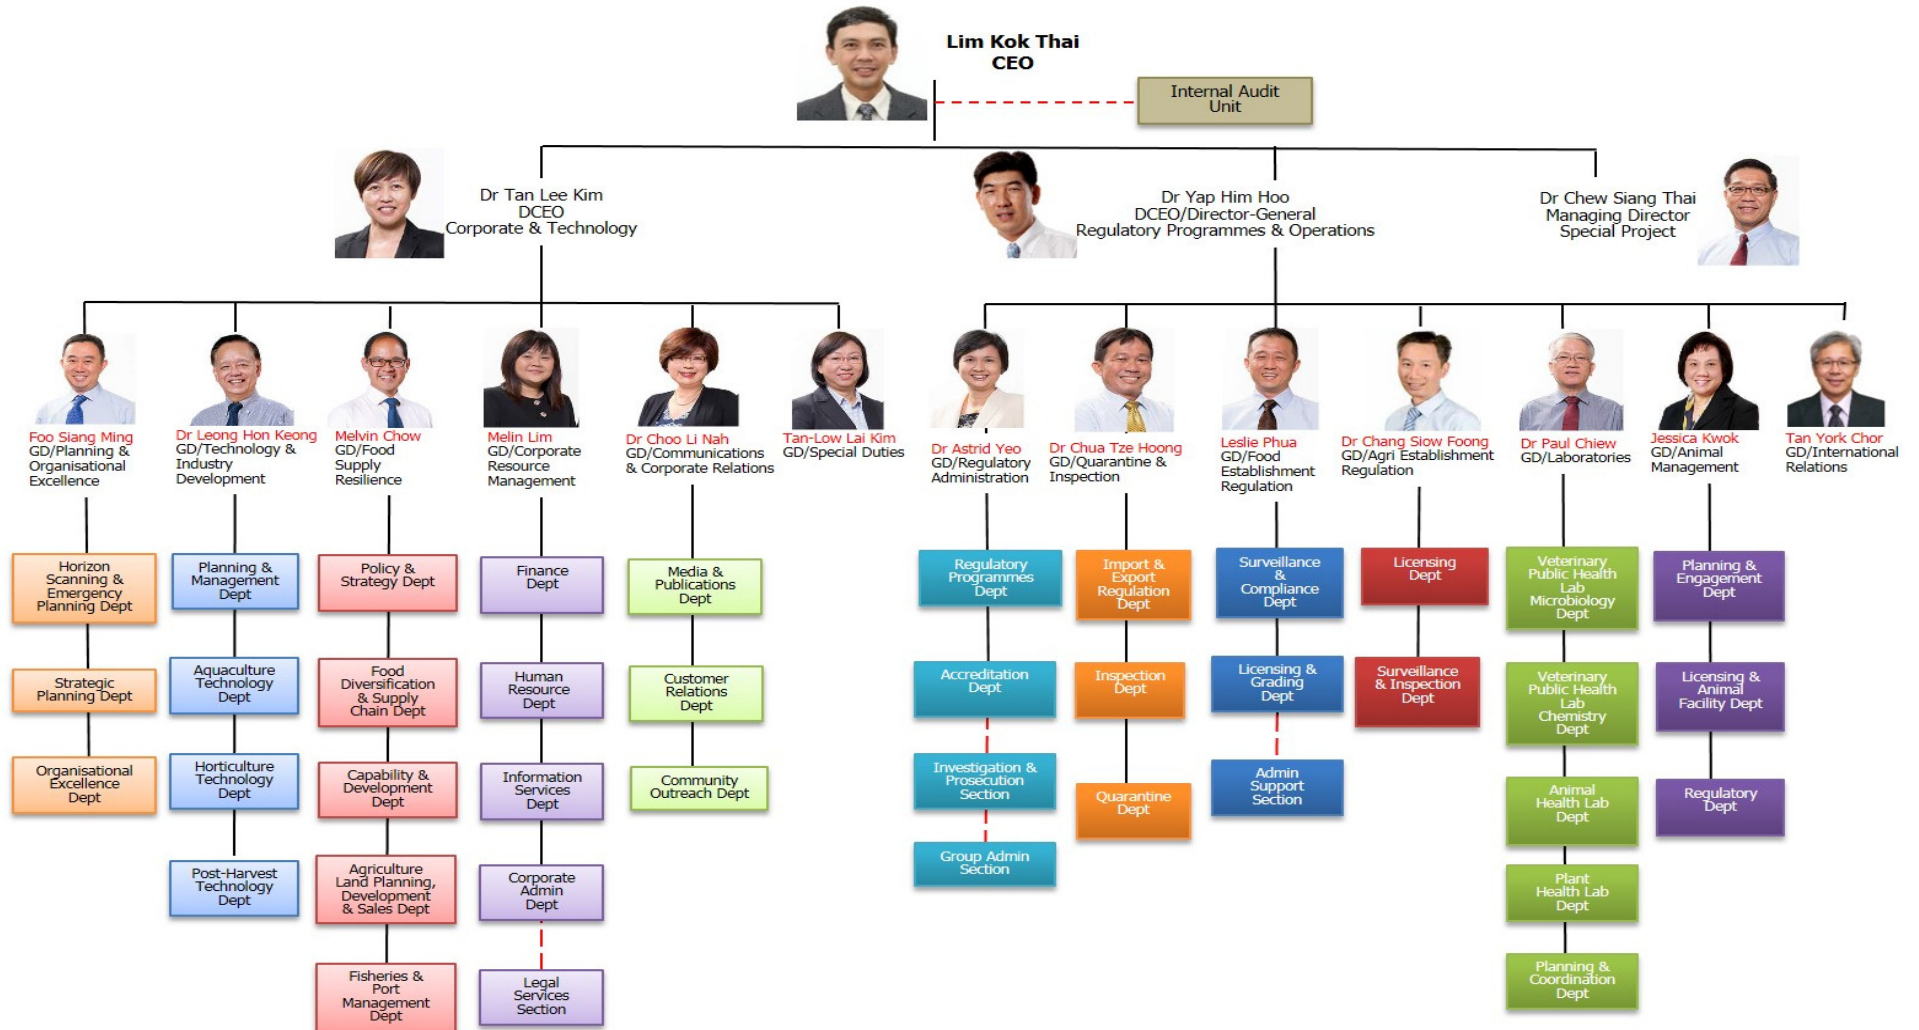 Lim Kok Thai
CEO
Internal Audit
Unit
Dr Tan Lee Kim
DCEO
Corporate & Technology
Dr Yap Him Hoo
DCEO/Director-General
Regulatory Programmes & Operations
Dr Chew Siang Thai
Managing Director
Special Project
Foo Siang Ming
GD/Planning &
Organisational
Excellence
Dr Leong Hon Keong
GD/Technology &
Industry
Development
Melvin Chow
GD/Food
Supply
Resilience
Melin Lim
GD/Corporate
Resource
Management
Dr Choo Li Nah
GD/Communications
& Corporate Relations
Tan-Low Lai Kim
GD/Special Duties
Dr Astrid Yeo
GD/Regulatory
Administration
Dr Chua Tze Hoong
GD/Quarantine &
Inspection
Leslie Phua
GD/Food
Establishment
Regulation
Dr Chang Siow Foong
GD/Agri Establishment
Regulation
Dr Paul Chiew
GD/Laboratories
Jessica Kwok
GD/Animal
Management
Tan York Chor
GD/International
Relations
Horizon
Scanning &
Emergency
Planning Dept
Strategic
Planning Dept
Organisational
Excellence
Dept
Planning &
Management
Dept
Aquaculture
Technology
Dept
Horticulture
Technology
Dept
Post-Harvest
Technology
Dept
Policy &
Strategy Dept
Food
Diversification
& Supply
Chain Dept
Capability &
Development
Dept
Agriculture
Land Planning,
Development
& Sales Dept
Fisheries &
Port
Management
Dept
Finance
Dept
Human
Resource
Dept
Information
Services
Dept
Corporate
Admin
Dept
Legal
Services
Section
Media &
Publications
Dept
Customer
Relations
Dept
Community
Outreach Dept
Regulatory
Programmes
Dept
Accreditation
Dept
Investigation &
Prosecution
Section
Group Admin
Section
Import &
Export
Regulation
Dept
Inspection
Dept
Quarantine
Dept
Surveillance
&
Compliance
Dept
Licensing &
Grading
Dept
Admin
Support
Section
Licensing
Dept
Surveillance
& Inspection
Dept
Veterinary
Public Health
Lab
Microbiology
Dept
Veterinary
Public Health
Lab
Chemistry
Dept
Animal
Health Lab
Dept
Plant
Health Lab
Dept
Planning &
Coordination
Dept
Planning &
Engagement
Dept
Licensing &
Animal
Facility Dept
Regulatory
Dept